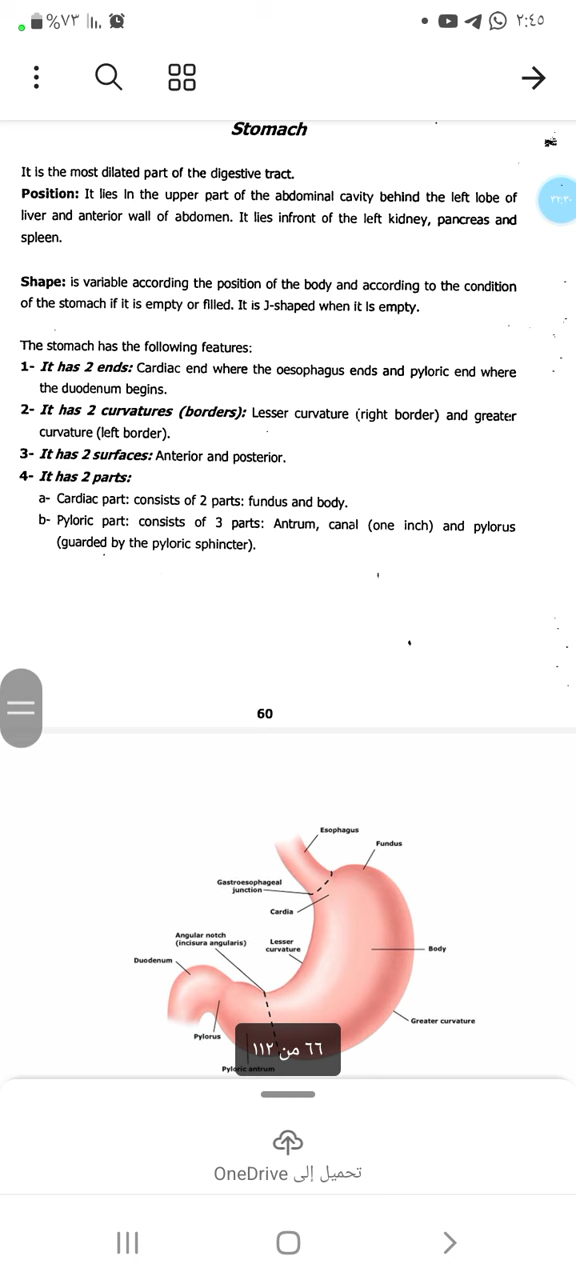 %٧٣
٢:٤٥
Stomach
٣٢:٢٠
It is the most dilated part of the digestive tract.
Position: It lies In the upper part of the abdominal cavity behind the left lobe of
liver and anterior wall of abdomen. It lies infront of the left kidney, pancreas and
spleen.
Shape: is variable according the position of the body and according to the condition
of the stomach if it is empty or filled. It is J-shaped when it Is empty.
The stomach has the following features:
1- It has 2 ends: Cardiac end where the oesophagus ends and pyloric end where
the duodenum begins.
2- It has 2 curvatures (borders): Lesser curvature (right border) and greater
curvature (left border).
3- It has 2 surfaces: Anterior and posterior.
4- It has 2 parts:
a- Cardiac part: consists of 2 parts: fundus and body.
b- Pyloric part: consists of 3 parts: Antrum, canal (one inch) and pylorus
(guarded by the pyloric sphincter).
60
Esophagus
Fundus
Gastroesophageal
junction
Cardia
Angular notch
(incisura angularis)
Lesser
curvature
Duodenum
Body
Greater curvature
Pylorus
٦٦ من ١١٢
Pyloric antrum
تحميل إلى OneDrive